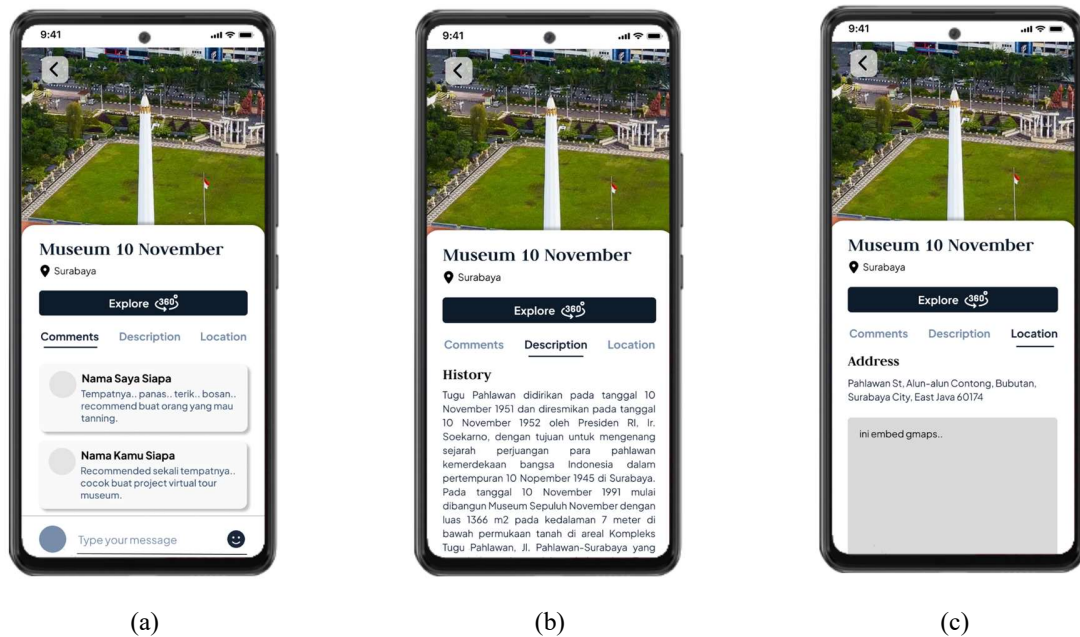 9:41
Museum 10 November
Surabaya
Explore 360°
Comments Description Location
Nama Saya Siapa
Tempatnya.. panas.. terik.. bosan..
recommend buat orang yang mau
tanning.
Nama Kamu Siapa
Recommended sekali tempatnya..
cocok buat project virtual tour
museum.
Type your message
(a)
9:41
Museum 10 November
Surabaya
Explore 360°
Comments Description Location
History
Tugu Pahlawan didirikan pada tanggal 10
November 1951 dan diresmikan pada tanggal
10 November 1952 oleh Presiden RI. Ir.
Soekarno, dengan tujuan untuk mengenang
sejarah perjuangan para pahlawan
kemerdekaan bangsa Indonesia dalam
pertempuran 10 Nopember 1945 di Surabaya.
Pada tanggal 10 November 1991 mulai
dibangun Museum Sepuluh November dengan
luas 1366 m2 pada kedalaman 7 meter di
bawah permukaan tanah di areal Kompleks
Tugu Pahlawan, Jl. Pahlawan-Surabaya yang
(b)
9:41
Museum 10 November
Surabaya
Explore 360°
Comments Description Location
Address
Pahlawan St, Alun-alun Contong, Bubutan,
Surabaya City, East Java 60174
ini embed gmaps..
(c)